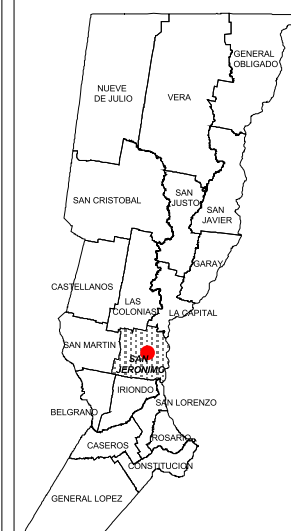 GENERAL
OBLIGADO
NUEVE
DE JULIO
VERA
SAN CRISTOBAL
SAN
JUSTO
SAN
JAVIER
GARAY
CASTELLANOS
LAS
COLONIAS
LA CAPITAL
SAN MARTIN
SAN
JERONIMO
IRIONDO
SAN LORENZO
BELGRANO
CASEROS
ROSARIO
CONSTITUCION
GENERAL LOPEZ